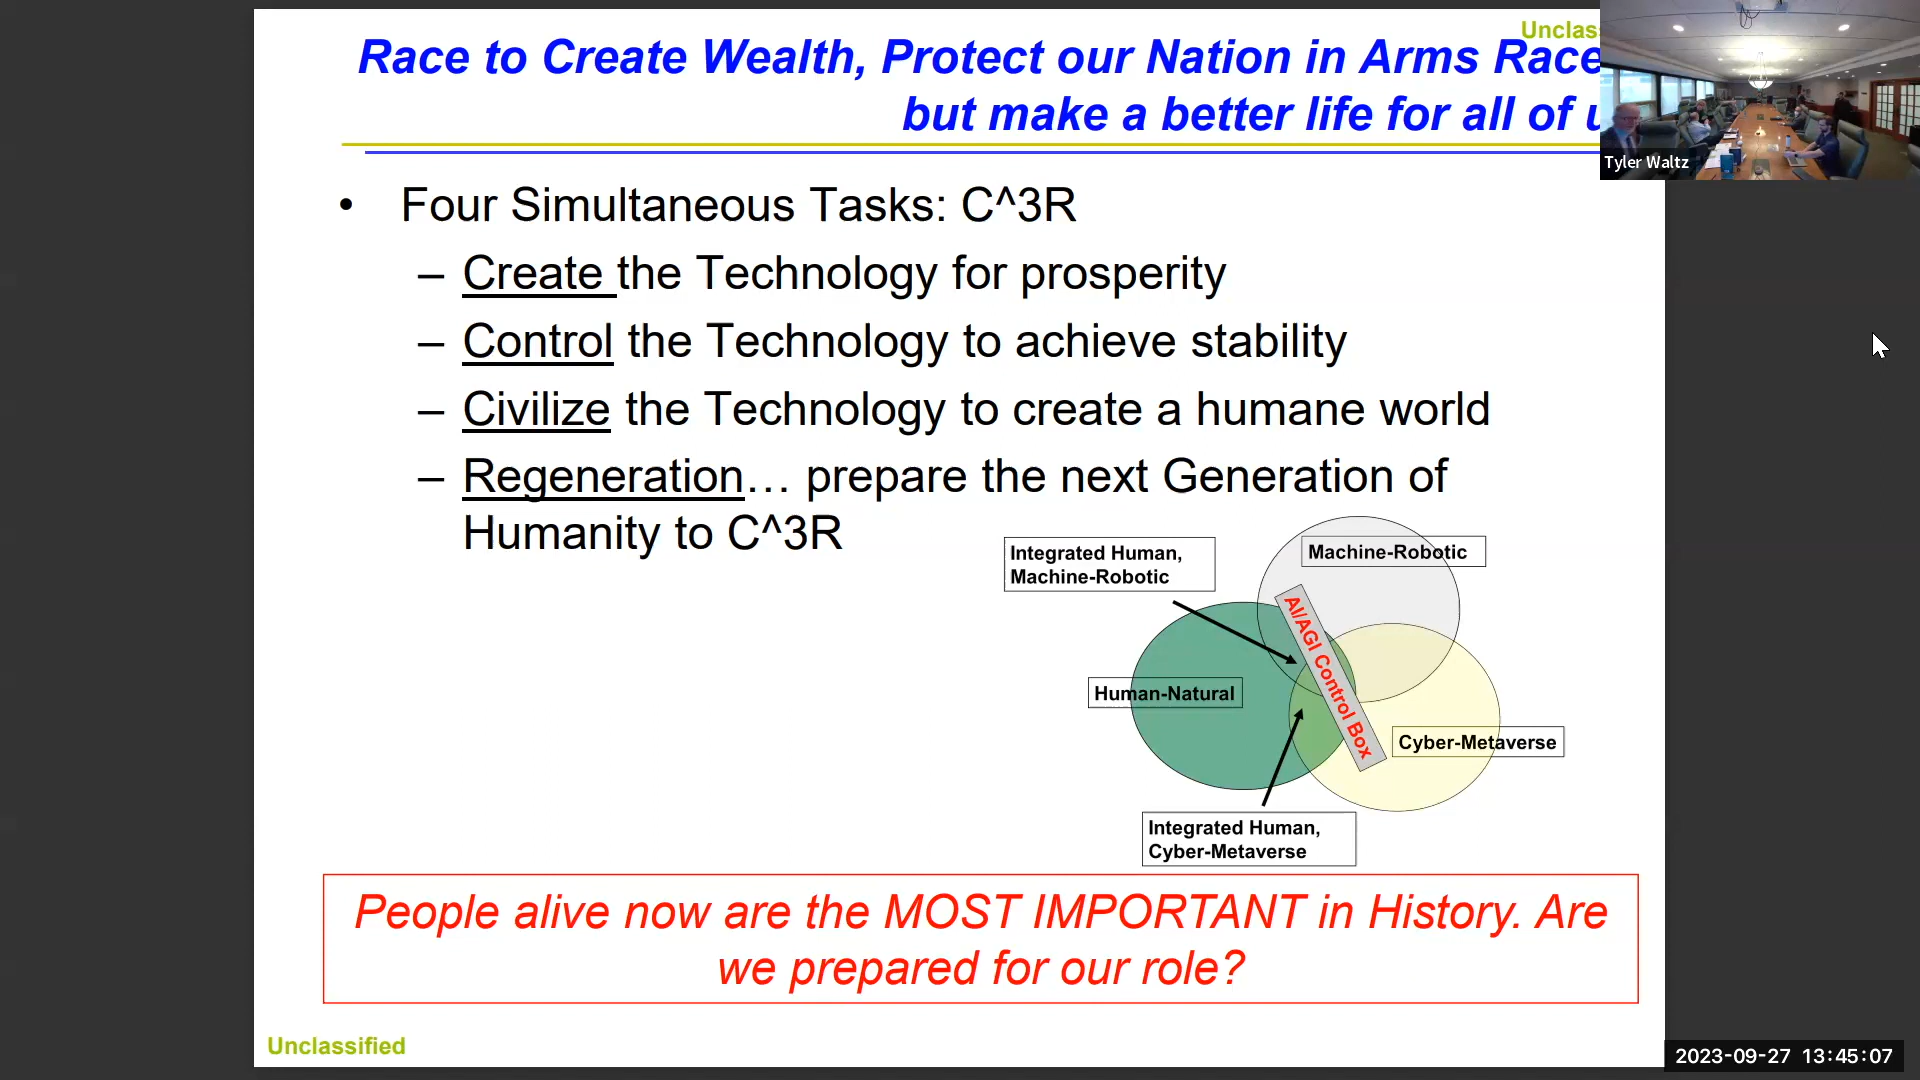 Unclas
Race to Create Wealth, Protect our Nation in Arms Race
but make a better life for all of
Tyler Waltz
• Four Simultaneous Tasks: C^3R
– Create the Technology for prosperity
– Control the Technology to achieve stability
– Civilize the Technology to create a humane world
– Regeneration… prepare the next Generation of
Humanity to C^3R
Integrated Human,
Machine-Robotic
Machine-Robotic
AI/AGI Control Box
Human-Natural
Cyber-Metaverse
Integrated Human,
Cyber-Metaverse
People alive now are the MOST IMPORTANT in History. Are
we prepared for our role?
Unclassified
2023-09-27 13:45:07